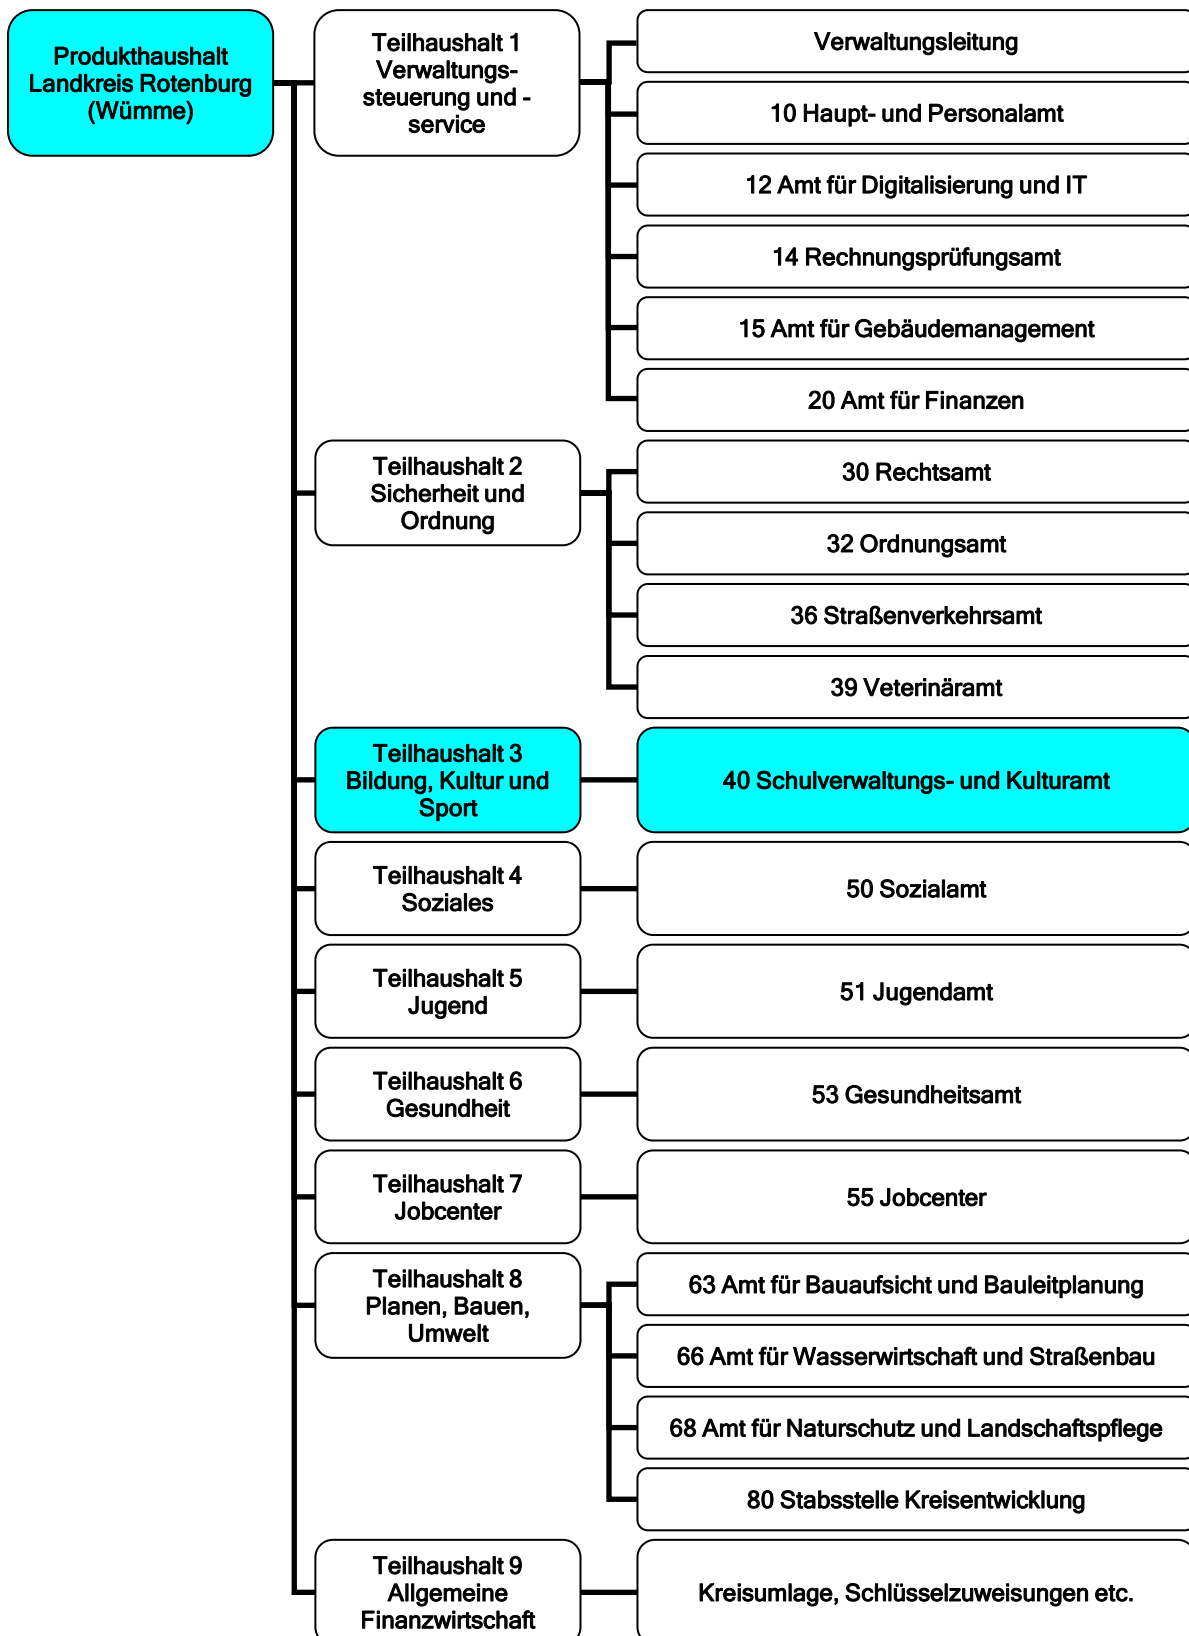 Produkthaushalt
Landkreis Rotenburg
(Wümme)
Teilhaushalt 1
Verwaltungs-
steuerung und -
service
Verwaltungsleitung
10 Haupt- und Personalamt
12 Amt für Digitalisierung und IT
14 Rechnungsprüfungsamt
15 Amt für Gebäudemanagement
20 Amt für Finanzen
Teilhaushalt 2
Sicherheit und
Ordnung
30 Rechtsamt
32 Ordnungsamt
36 Straßenverkehrsamt
39 Veterinäramt
Teilhaushalt 3
Bildung, Kultur und
Sport
40 Schulverwaltungs- und Kulturamt
Teilhaushalt 4
Soziales
50 Sozialamt
Teilhaushalt 5
Jugend
51 Jugendamt
Teilhaushalt 6
Gesundheit
53 Gesundheitsamt
Teilhaushalt 7
Jobcenter
55 Jobcenter
Teilhaushalt 8
Planen, Bauen,
Umwelt
63 Amt für Bauaufsicht und Bauleitplanung
66 Amt für Wasserwirtschaft und Straßenbau
68 Amt für Naturschutz und Landschaftspflege
80 Stabsstelle Kreisentwicklung
Teilhaushalt 9
Allgemeine
Finanzwirtschaft
Kreisumlage, Schlüsselzuweisungen etc.